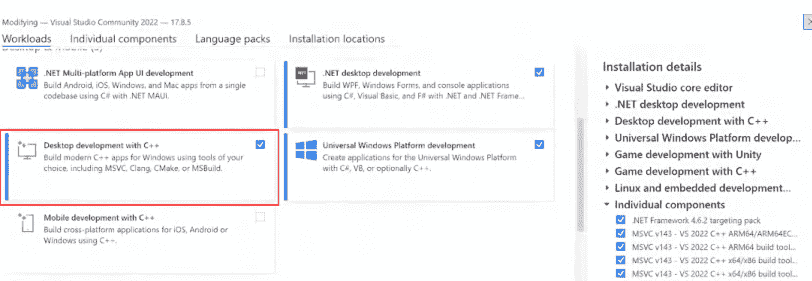 Modifying — Visual Studio Community 2022 — 17.8.5
Workloads Individual components Language packs Installation locations
.NET Multi-platform App UI development
Build Android, iOS, Windows, and Mac apps from a single
codebase using C# with .NET MAUI.
.NET desktop development
Build WPF, Windows Forms, and console applications
using C#, Visual Basic, and F# with .NET and .NET Frame...
Desktop development with C++
Build modern C++ apps for Windows using tools of your
choice, including MSVC, Clang, CMake, or MSBuild.
Universal Windows Platform development
Create applications for the Universal Windows Platform
with C#, VB, or optionally C++.
Mobile development with C++
Build cross-platform applications for iOS, Android or
Windows using C++.
Installation details
Visual Studio core editor
.NET desktop development
Desktop development with C++
Universal Windows Platform develop...
Game development with Unity
Game development with C++
Linux and embedded development...
Individual components
.NET Framework 4.6.2 targeting pack
MSVC v143 - VS 2022 C++ ARM64/ARM64EC...
MSVC v143 - VS 2022 C++ ARM64 build tool...
MSVC v143 - VS 2022 C++ x64/x86 build tool...
MSVC v143 - VS 2022 C++ x64/x86 build tool...